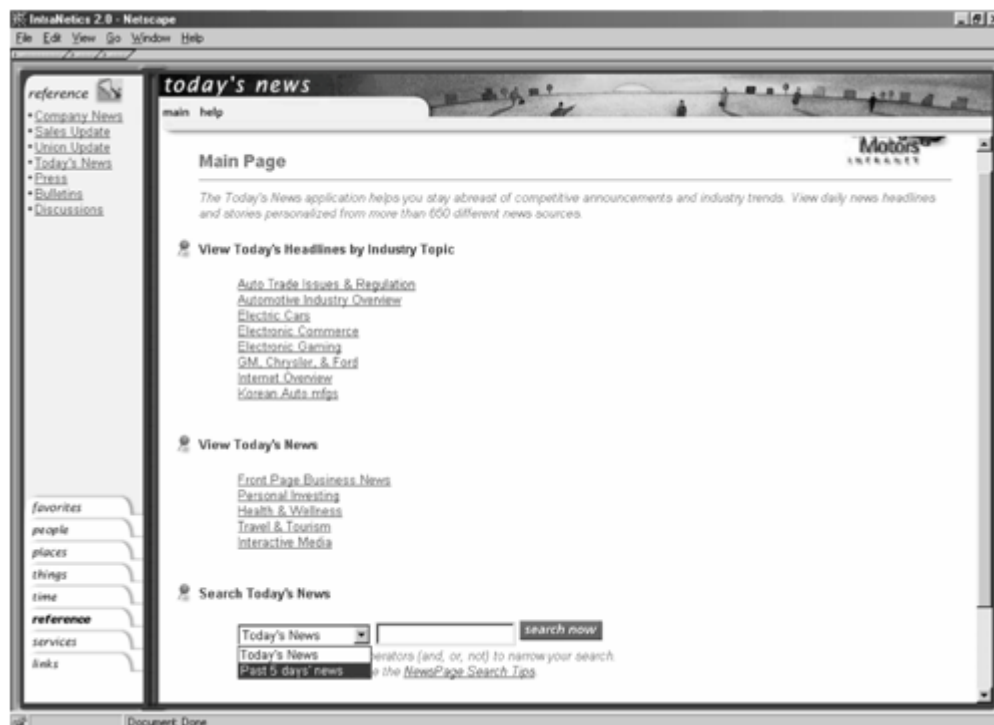 IntraNetics 2.0 - Netscape
File Edit View Go Window Help
reference
• Company News
• Sales Update
• Union Update
• Today's News
• Press
• Bulletins
• Discussions
favorites
people
places
things
time
reference
services
links
today's news
main help
Motors
INTRANET
Main Page
The Today's News application helps you stay abreast of competitive announcements and industry trends. View daily news headlines
and stories personalized from more than 650 different news sources.
View Today's Headlines by Industry Topic
Auto Trade Issues & Regulation
Automotive Industry Overview
Electric Cars
Electronic Commerce
Electronic Gaming
GM, Chrysler, & Ford
Internet Overview
Korean Auto mfgs
View Today's News
Front Page Business News
Personal Investing
Health & Wellness
Travel & Tourism
Interactive Media
Search Today's News
Today's News search now
Today's News
Past 5 days' news
erators (and, or, not) to narrow your search.
e the NewsPage Search Tips.
Document: Done